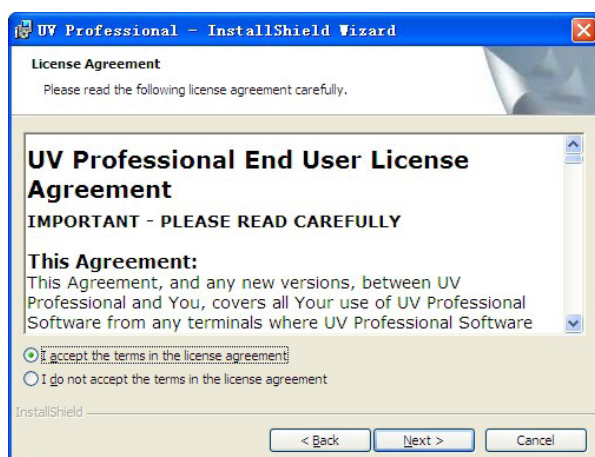 UV Professional - InstallShield Wizard
License Agreement
Please read the following license agreement carefully.
UV Professional End User License
Agreement
IMPORTANT - PLEASE READ CAREFULLY
This Agreement:
This Agreement, and any new versions, between UV
Professional and You, covers all Your use of UV Professional
Software from any terminals where UV Professional Software
I accept the terms in the license agreement
I do not accept the terms in the license agreement
InstallShield
< Back
Next >
Cancel